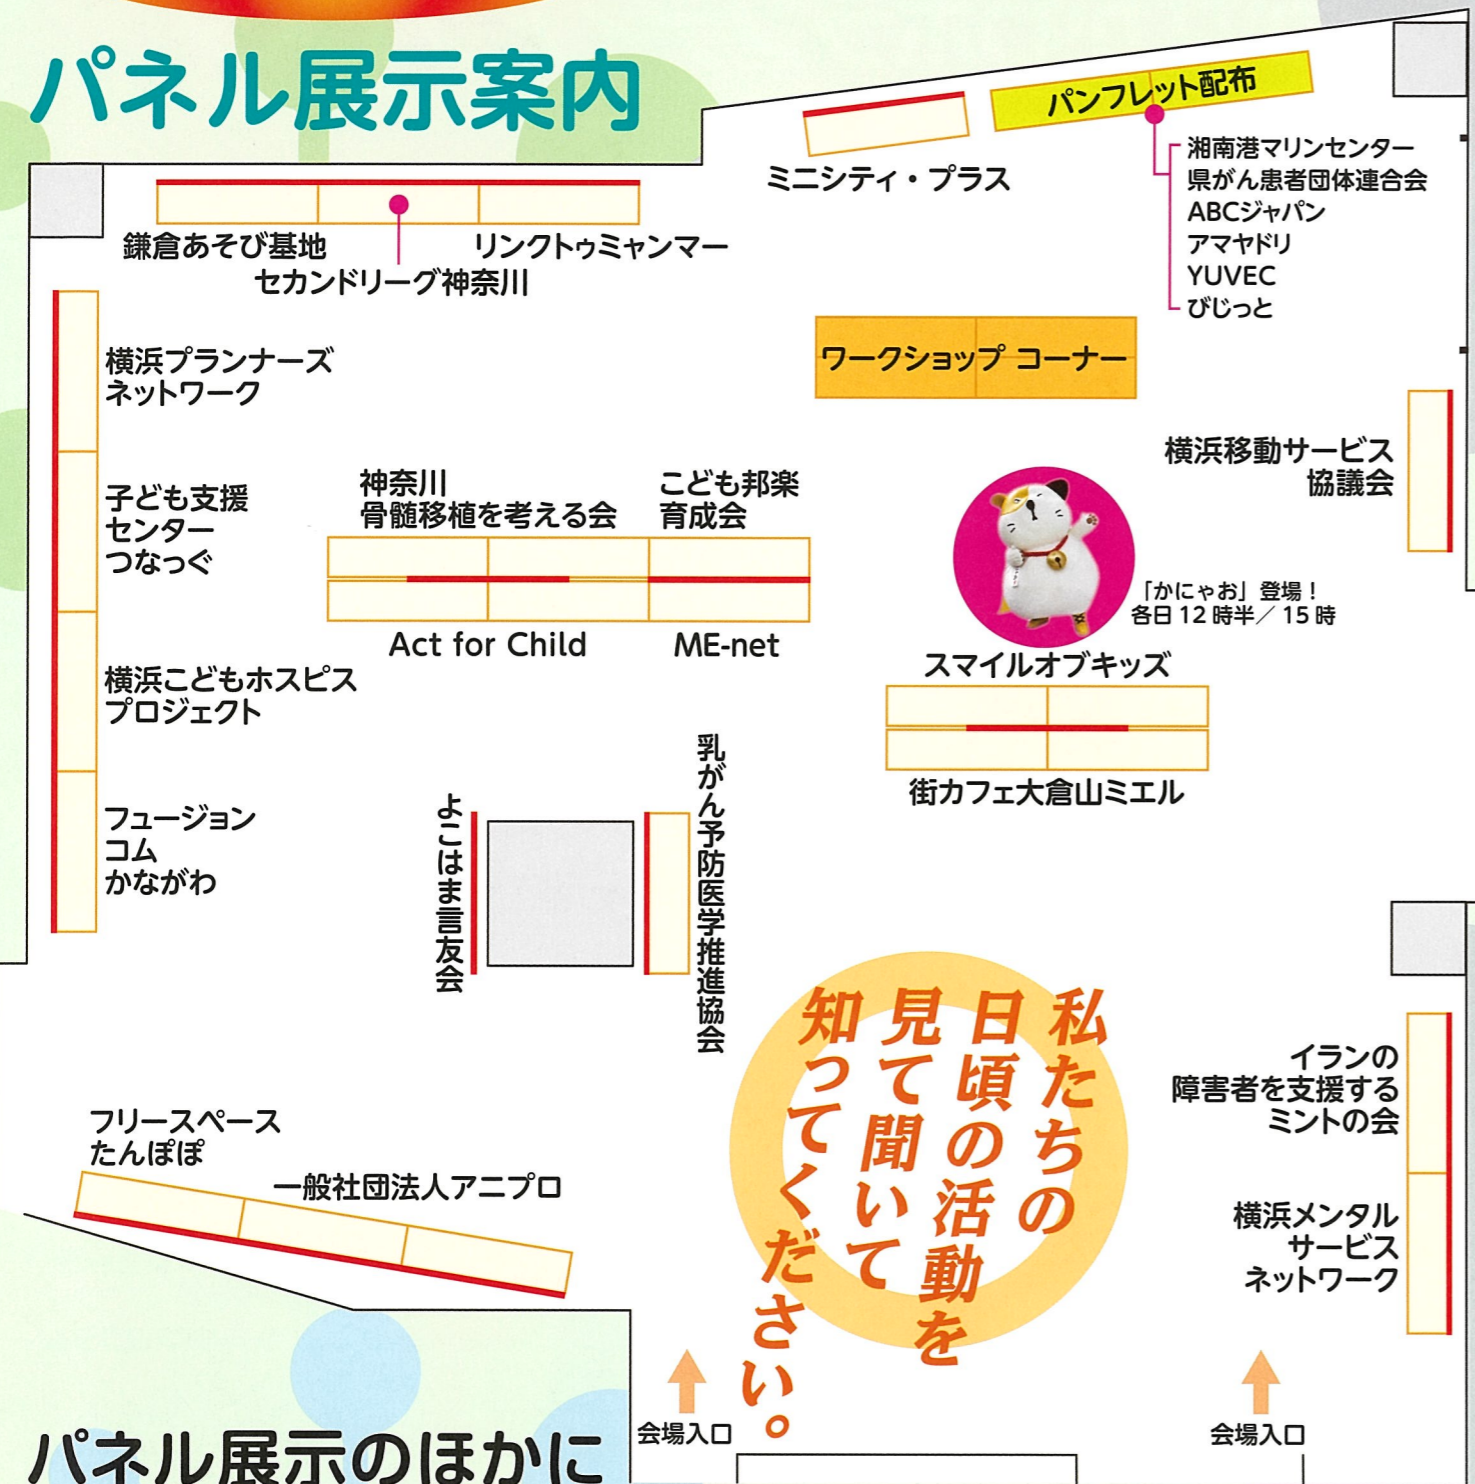 パネル展示案内
パンフレット配布
湘南港マリンセンター
県がん患者団体連合会
ABCジャパン
アマヤドリ
YUVEC
びじっと
ミニシティ・プラス
鎌倉あそび基地
リンクトゥミャンマー
セカンドリーグ神奈川
横浜プランナーズ
ネットワーク
ワークショップ コーナー
横浜移動サービス
協議会
子ども支援
センター
つなっぐ
神奈川
骨髄移植を考える会
こども邦楽
育成会
Act for Child
ME-net
「かにゃお」登場！
各日12時半／15時
スマイルオブキッズ
街カフェ大倉山ミエル
横浜こどもホスピス
プロジェクト
フュージョン
コム
かながわ
よこはま言友会
乳がん予防医学推進協会
私たちの
日頃の活動を
見て聞いて
知ってください。
イランの
障害者を支援する
ミントの会
横浜メンタル
サービス
ネットワーク
フリースペース
たんぽぽ
一般社団法人アニプロ
会場入口
会場入口
パネル展示のほかに